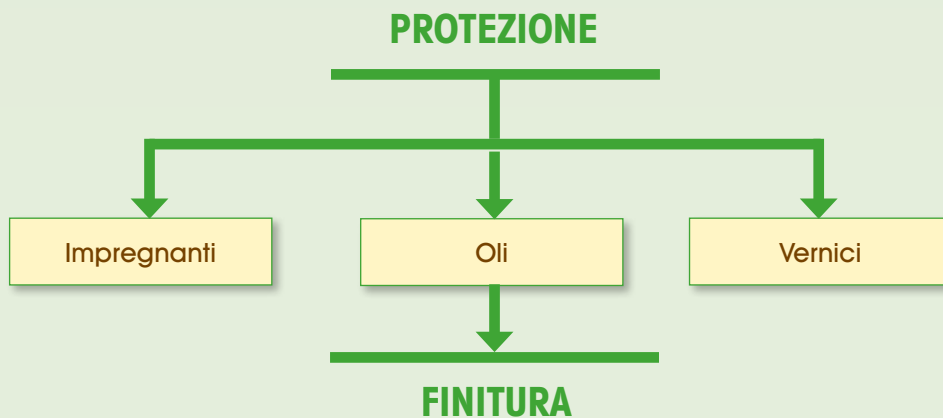 PROTEZIONE
Impregnanti
Oli
Vernici
FINITURA